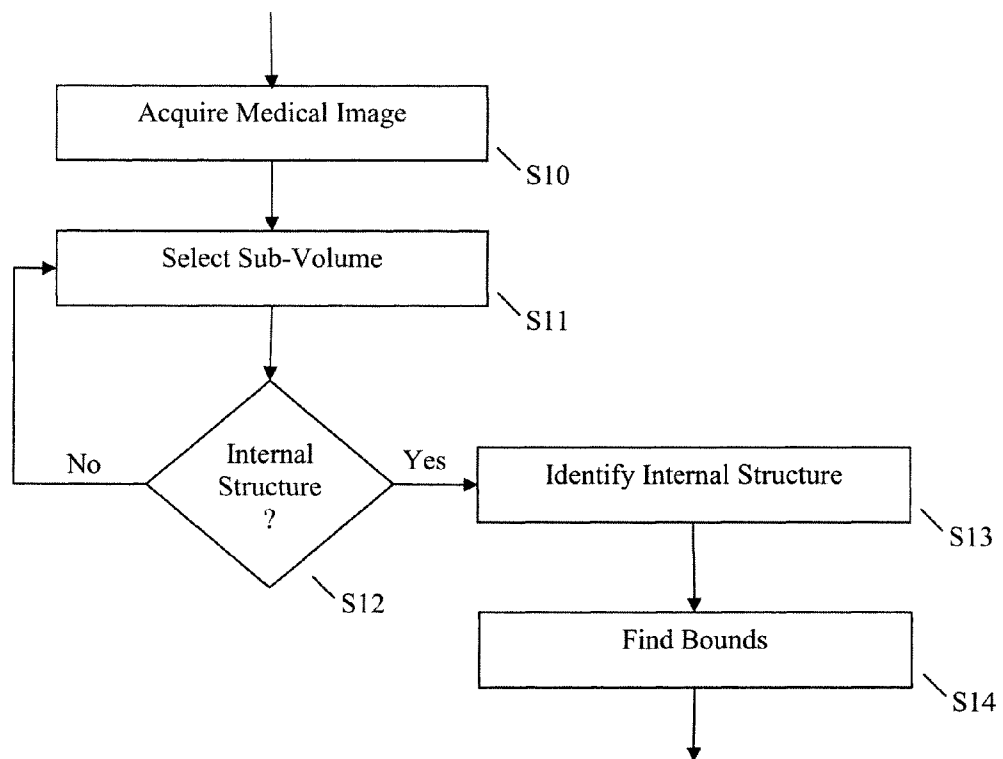 Acquire Medical Image
S10
Select Sub-Volume
S11
Internal
Structure
?
No
Yes
S12
Identify Internal Structure
S13
Find Bounds
S14